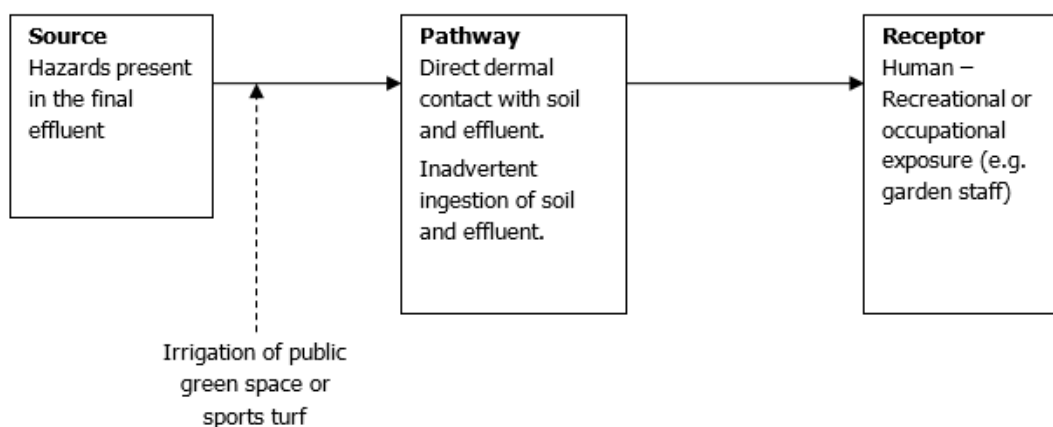 Source
Hazards present
in the final
effluent
Pathway
Direct dermal
contact with soil
and effluent.
Inadvertent
ingestion of soil
and effluent.
Receptor
Human –
Recreational or
occupational
exposure (e.g.
garden staff)
Irrigation of public
green space or
sports turf